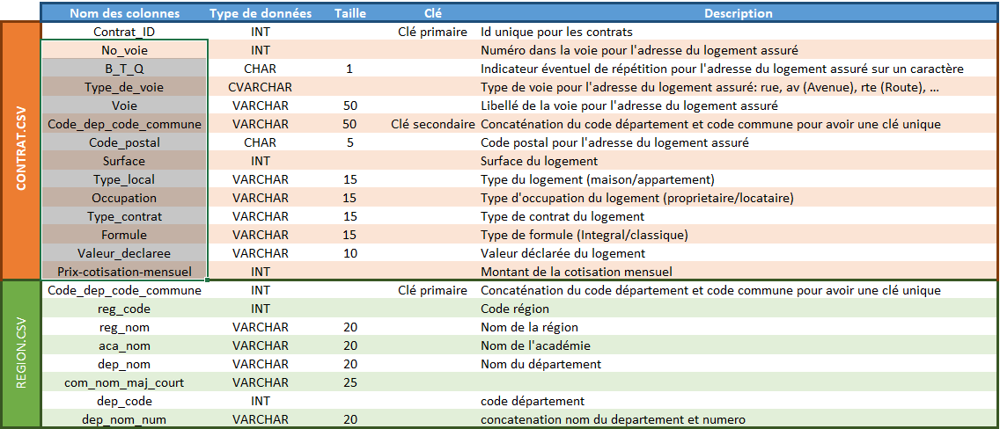 Nom des colonnes Type de données Taille Clé Description
CONTRAT.CSV
Contrat_ID INT Clé primaire Id unique pour les contrats
No_voie INT Numéro dans la voie pour l'adresse du logement assuré
B_T_Q CHAR 1 Indicateur éventuel de répétition pour l'adresse du logement assuré sur un caractère
Type_de_voie CVARCHAR Type de voie pour l'adresse du logement assuré: rue, av (Avenue), rte (Route), ...
Voie VARCHAR 50 Libellé de la voie pour l'adresse du logement assuré
Code_dep_code_commune VARCHAR 50 Clé secondaire Concaténation du code département et code commune pour avoir une clé unique
Code_postal CHAR 5 Code postal pour l'adresse du logement assuré
Surface INT Surface du logement
Type_local VARCHAR 15 Type du logement (maison/appartement)
Occupation VARCHAR 15 Type d'occupation du logement (proprietaire/locataire)
Type_contrat VARCHAR 15 Type de contrat du logement
Formule VARCHAR 15 Type de formule (Integral/classique)
Valeur_declaree VARCHAR 10 Valeur déclarée du logement
Prix-cotisation-mensuel INT Montant de la cotisation mensuel
REGION.CSV
Code_dep_code_commune INT Clé primaire Concaténation du code département et code commune pour avoir une clé unique
reg_code INT Code région
reg_nom VARCHAR 20 Nom de la région
aca_nom VARCHAR 20 Nom de l'académie
dep_nom VARCHAR 20 Nom du département
com_nom_maj_court VARCHAR 25
dep_code INT code département
dep_nom_num VARCHAR 20 concatenation nom du departement et numero